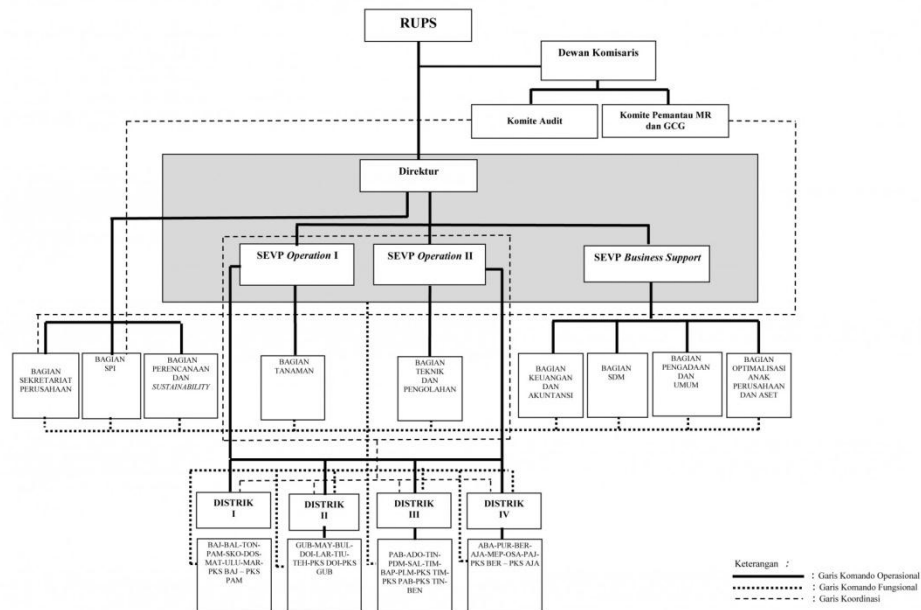 RUPS
Dewan Komisaris
Komite Audit
Komite Pemantau MR
dan GCG
Direktur
SEVP Operation I
SEVP Operation II
SEVP Business Support
BAGIAN
SEKRETARIAT
PERUSAHAAN
BAGIAN
SPI
BAGIAN
PERENCANAAN
DAN
SUSTAINABILITY
BAGIAN
TANAMAN
BAGIAN
TEKNIK
DAN
PENGOLAHAN
BAGIAN
KEUANGAN
DAN
AKUNTANSI
BAGIAN
SDM
BAGIAN
PENGADAAN
DAN
UMUM
BAGIAN
OPTIMALISASI
ANAK
PERUSAHAAN
DAN ASET
DISTRIK
I
DISTRIK
II
DISTRIK
III
DISTRIK
IV
BAJ-BAL-TON-
PAM-SKO-DOS-
MAT-ULU-MAR-
PKS BAJ – PKS
PAM
GUB-MAY-BUL-
DOI-LAR-TIU-
TEH-PKS DOI-PKS
GUB
PAB-ADO-TIN-
PDM-SAL-TIM-
BAP-PLM-PKS TIM-
PKS PAB-PKS TIN-
BEN
ABA-PUR-BER-
AJA-MEP-OSA-PAJ-
PKS BER – PKS AJA
Keterangan :
: Garis Komando Operasional
: Garis Komando Fungsional
: Garis Koordinasi